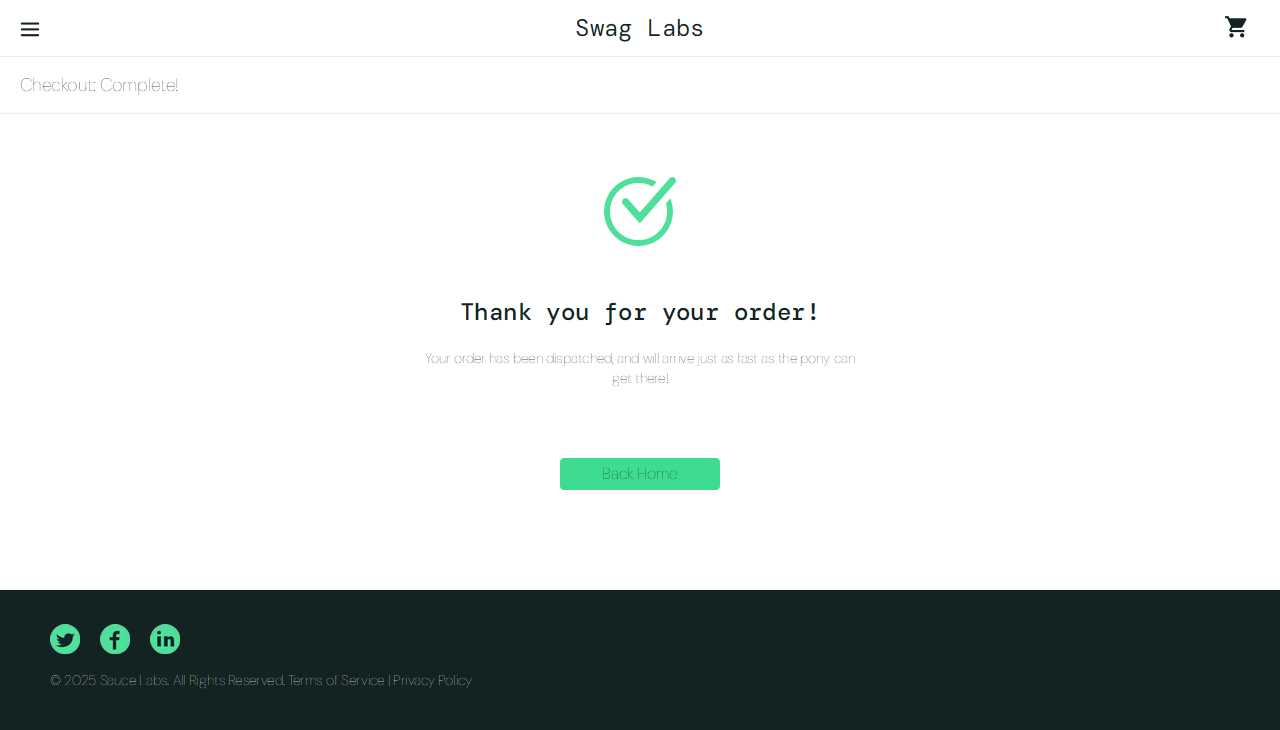 Swag Labs
Checkout: Complete!
Thank you for your order!
Your order has been dispatched, and will arrive just as fast as the pony can
get there!
Back Home
© 2025 Sauce Labs. All Rights Reserved. Terms of Service | Privacy Policy